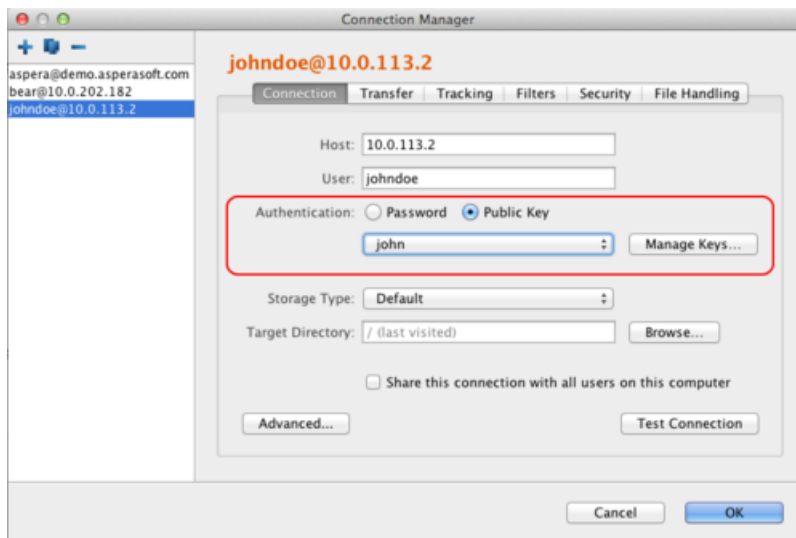 Connection Manager
aspera@demo.asperasoft.com
bear@10.0.202.182
johndoe@10.0.113.2
johndoe@10.0.113.2
Connection Transfer Tracking Filters Security File Handling
Host: 10.0.113.2
User: johndoe
Authentication: Password Public Key
john Manage Keys...
Storage Type: Default
Target Directory: / (last visited) Browse...
Share this connection with all users on this computer
Advanced... Test Connection
Cancel OK